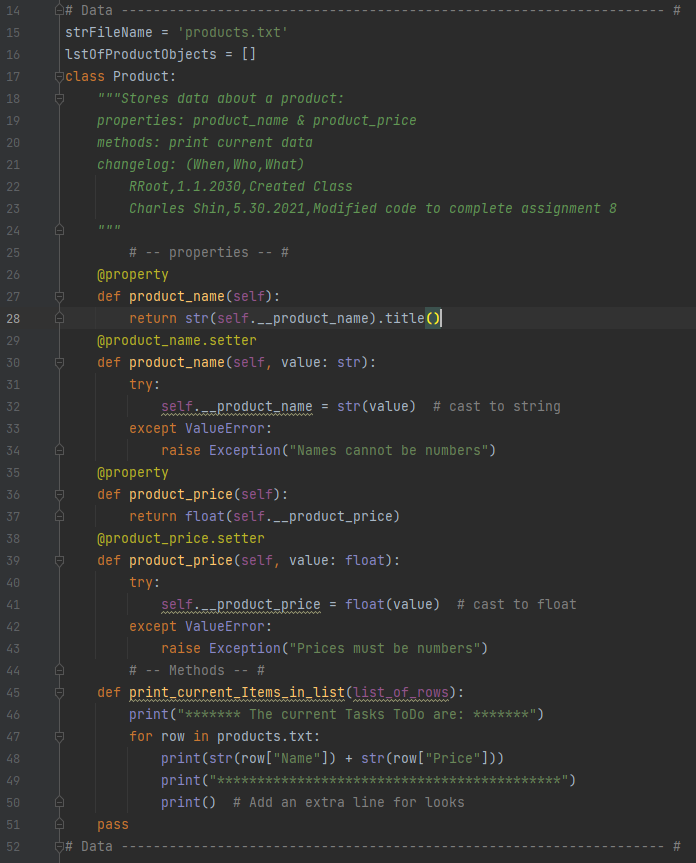 14 # Data -------------------------------------------------------------------- #
15 strFileName = 'products.txt'
16 lstOfProductObjects = []
17 class Product:
18     """Stores data about a product:
19     properties: product_name & product_price
20     methods: print current data
21     changelog: (When,Who,What)
22         RRoot,1.1.2030,Created Class
23         Charles Shin,5.30.2021,Modified code to complete assignment 8
24     """
25         # -- properties -- #
26     @property
27     def product_name(self):
28         return str(self.__product_name).title()
29     @product_name.setter
30     def product_name(self, value: str):
31         try:
32             self.__product_name = str(value)  # cast to string
33         except ValueError:
34             raise Exception("Names cannot be numbers")
35     @property
36     def product_price(self):
37         return float(self.__product_price)
38     @product_price.setter
39     def product_price(self, value: float):
40         try:
41             self.__product_price = float(value)  # cast to float
42         except ValueError:
43             raise Exception("Prices must be numbers")
44         # -- Methods -- #
45     def print_current_Items_in_list(list_of_rows):
46         print("******* The current Tasks ToDo are: *******")
47         for row in products.txt:
48             print(str(row["Name"]) + str(row["Price"]))
49             print("*******************************************")
50             print()  # Add an extra line for looks
51     pass
52 # Data -------------------------------------------------------------------- #